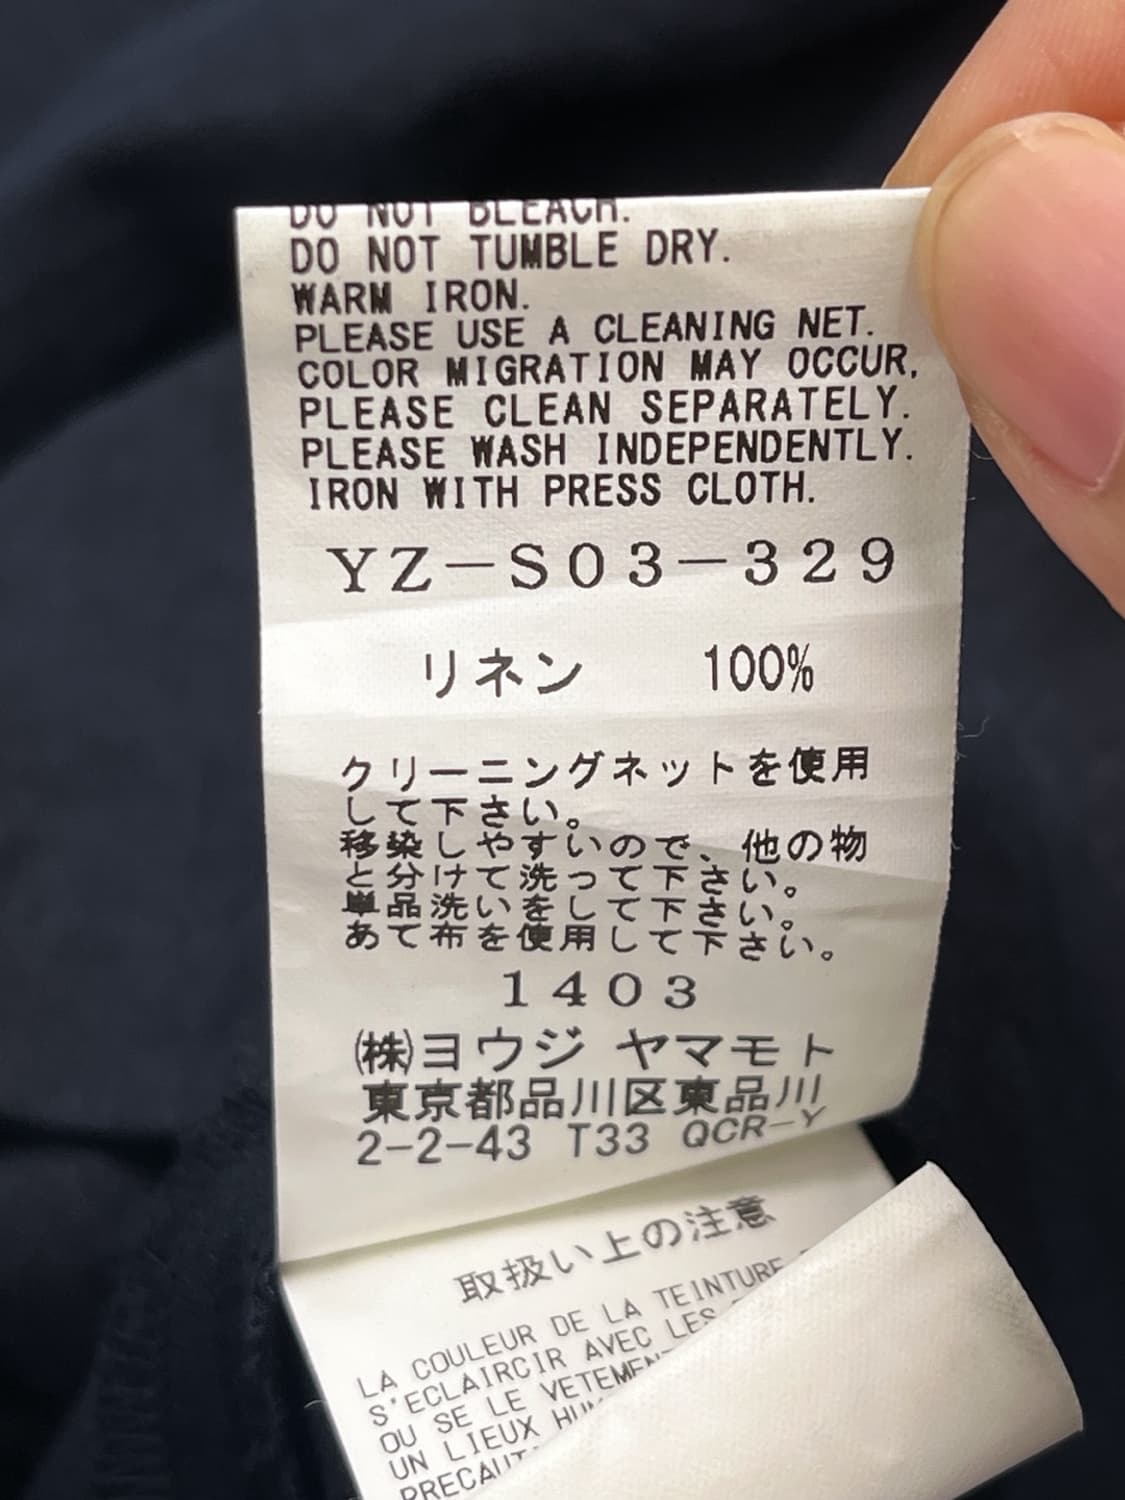 DO NOT BLEACH.
DO NOT TUMBLE DRY.
WARM IRON.
PLEASE USE A CLEANING NET.
COLOR MIGRATION MAY OCCUR,
PLEASE CLEAN SEPARATELY.
PLEASE WASH INDEPENDENTLY.
IRON WITH PRESS CLOTH.
YZ-S03-329
リネン 100%
クリーニングネットを使用
して下さい。
移染しやすいので、他の物
と分けて洗って下さい。
単品洗いをして下さい。
あて布を使用して下さい。
1403
㈱ヨウジ ヤマモト
東京都品川区東品川
2-2-43 T33 QCR-Y
取扱い上の注意
LA COULEUR DE LA TEINTURE
S'ECLAIRCIR AVEC LES
OU SE LE VETEMEN
UN LIEUX HU
PRECAUT